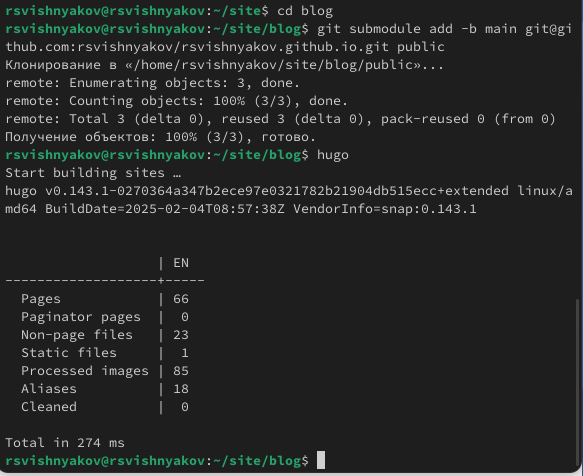 rsvishnyakov@rsvishnyakov:~/site$ cd blog
rsvishnyakov@rsvishnyakov:~/site/blog$ git submodule add -b main git@gi
thub.com:rsvishnyakov/rsvishnyakov.github.io.git public
Клонирование в «/home/rsvishnyakov/site/blog/public»...
remote: Enumerating objects: 3, done.
remote: Counting objects: 100% (3/3), done.
remote: Total 3 (delta 0), reused 3 (delta 0), pack-reused 0 (from 0)
Получение объектов: 100% (3/3), готово.
rsvishnyakov@rsvishnyakov:~/site/blog$ hugo
Start building sites …
hugo v0.143.1-0270364a347b2ece97e0321782b21904db515ecc+extended linux/a
md64 BuildDate=2025-02-04T08:57:38Z VendorInfo=snap:0.143.1
                   | EN
-------------------+-----
  Pages            | 66
  Paginator pages  |  0
  Non-page files   | 23
  Static files     |  1
  Processed images | 85
  Aliases          | 18
  Cleaned          |  0
Total in 274 ms
rsvishnyakov@rsvishnyakov:~/site/blog$